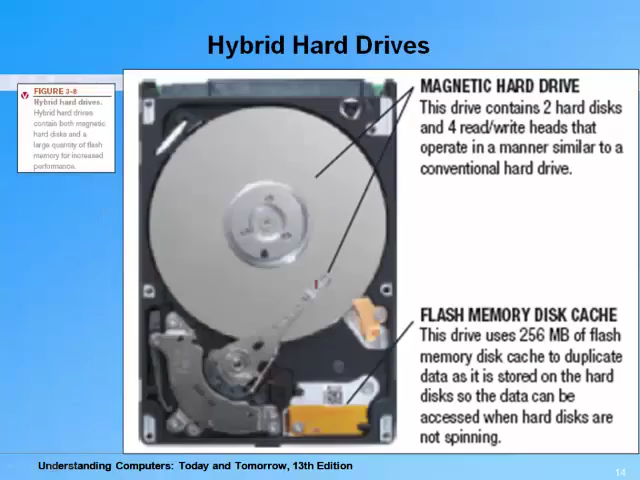 Hybrid Hard Drives
FIGURE 3-8
Hybrid hard drives.
Hybrid hard drives
contain both magnetic
hard disks and a
large quantity of flash
memory for increased
performance.
MAGNETIC HARD DRIVE
This drive contains 2 hard disks
and 4 read/write heads that
operate in a manner similar to a
conventional hard drive.
FLASH MEMORY DISK CACHE
This drive uses 256 MB of flash
memory disk cache to duplicate
data as it is stored on the hard
disks so the data can be
accessed when hard disks are
not spinning.
Understanding Computers: Today and Tomorrow, 13th Edition
14